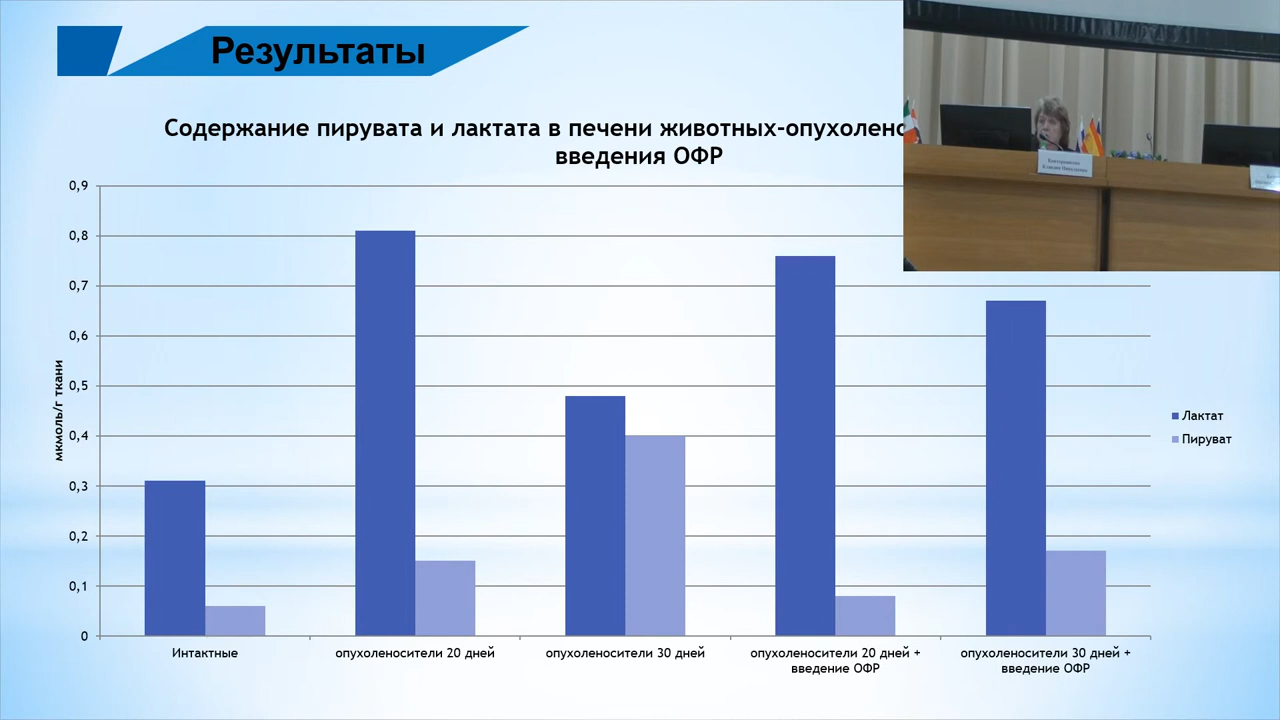 Результаты
Содержание пирувата и лактата в печени животных-опухолено
введения ОФР
0,9
0,8
0,7
0,6
0,5
0,4
0,3
0,2
0,1
0
мкмоль/г ткани
Интактные
опухоленосители 20 дней
опухоленосители 30 дней
опухоленосители 20 дней +
введение ОФР
опухоленосители 30 дней +
введение ОФР
Лактат
Пируват